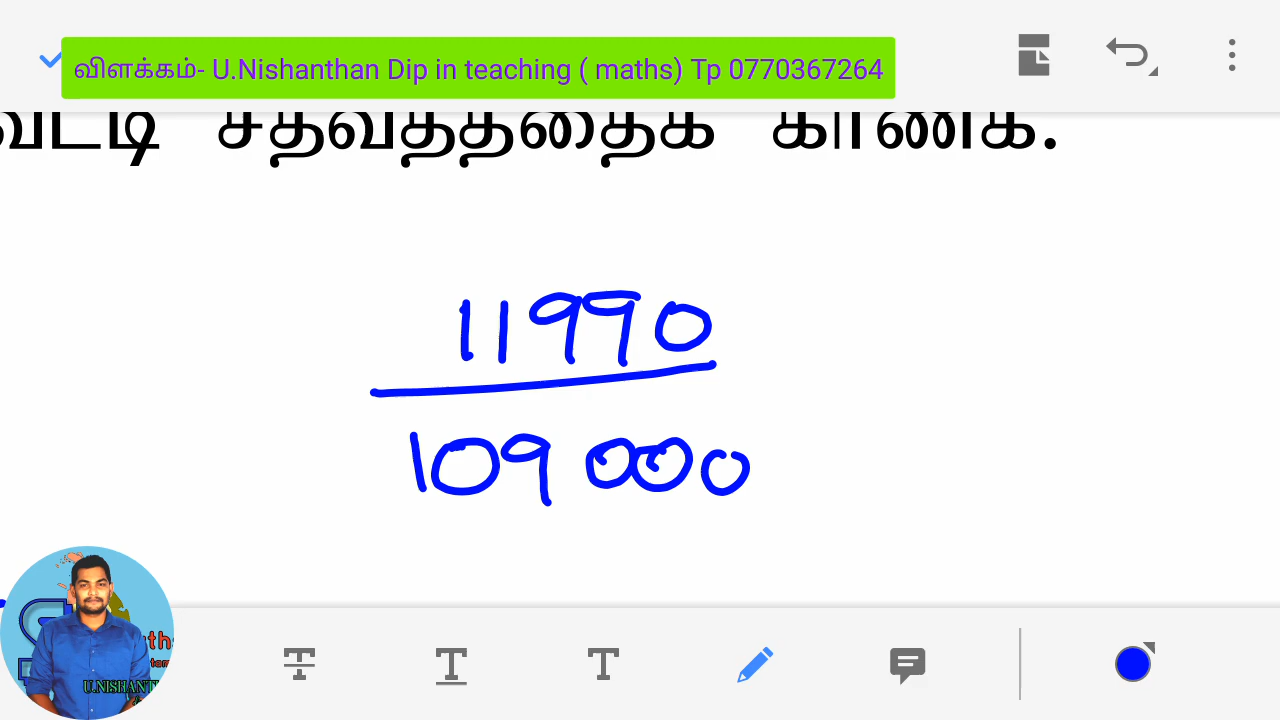 விளக்கம்- U.Nishanthan Dip in teaching ( maths) Tp 0770367264
வட்டி சதவீதத்தைக் காண்க.
11990
109 000
U.NISHANTH